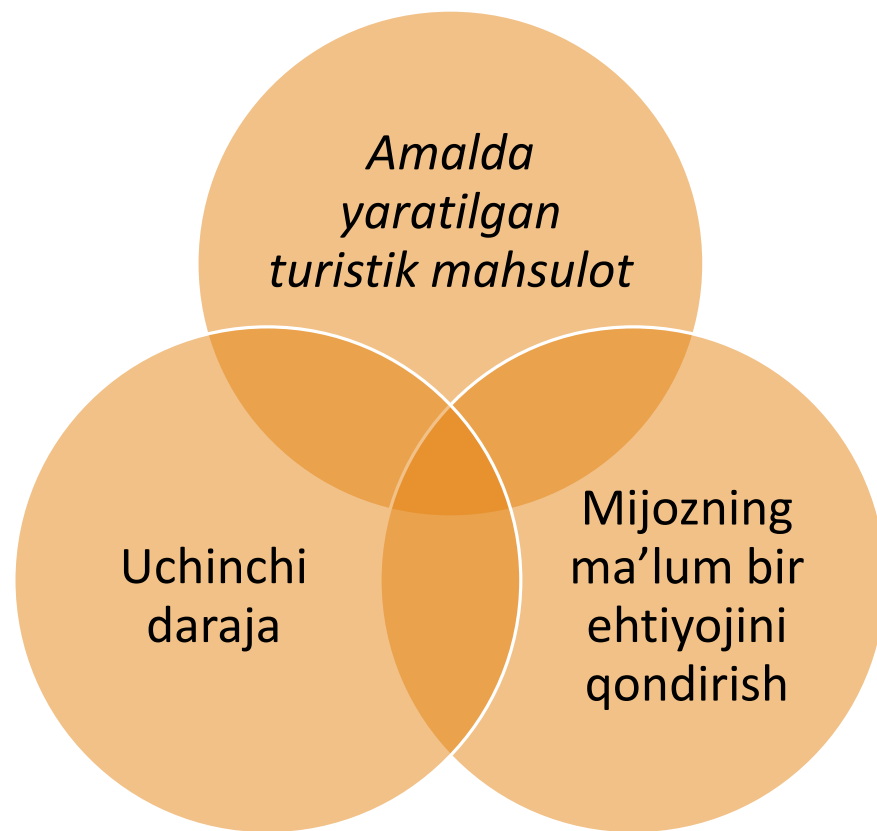 Amalda
yaratilgan
turistik mahsulot
Uchinchi
daraja
Mijozning
ma’lum bir
ehtiyojini
qondirish